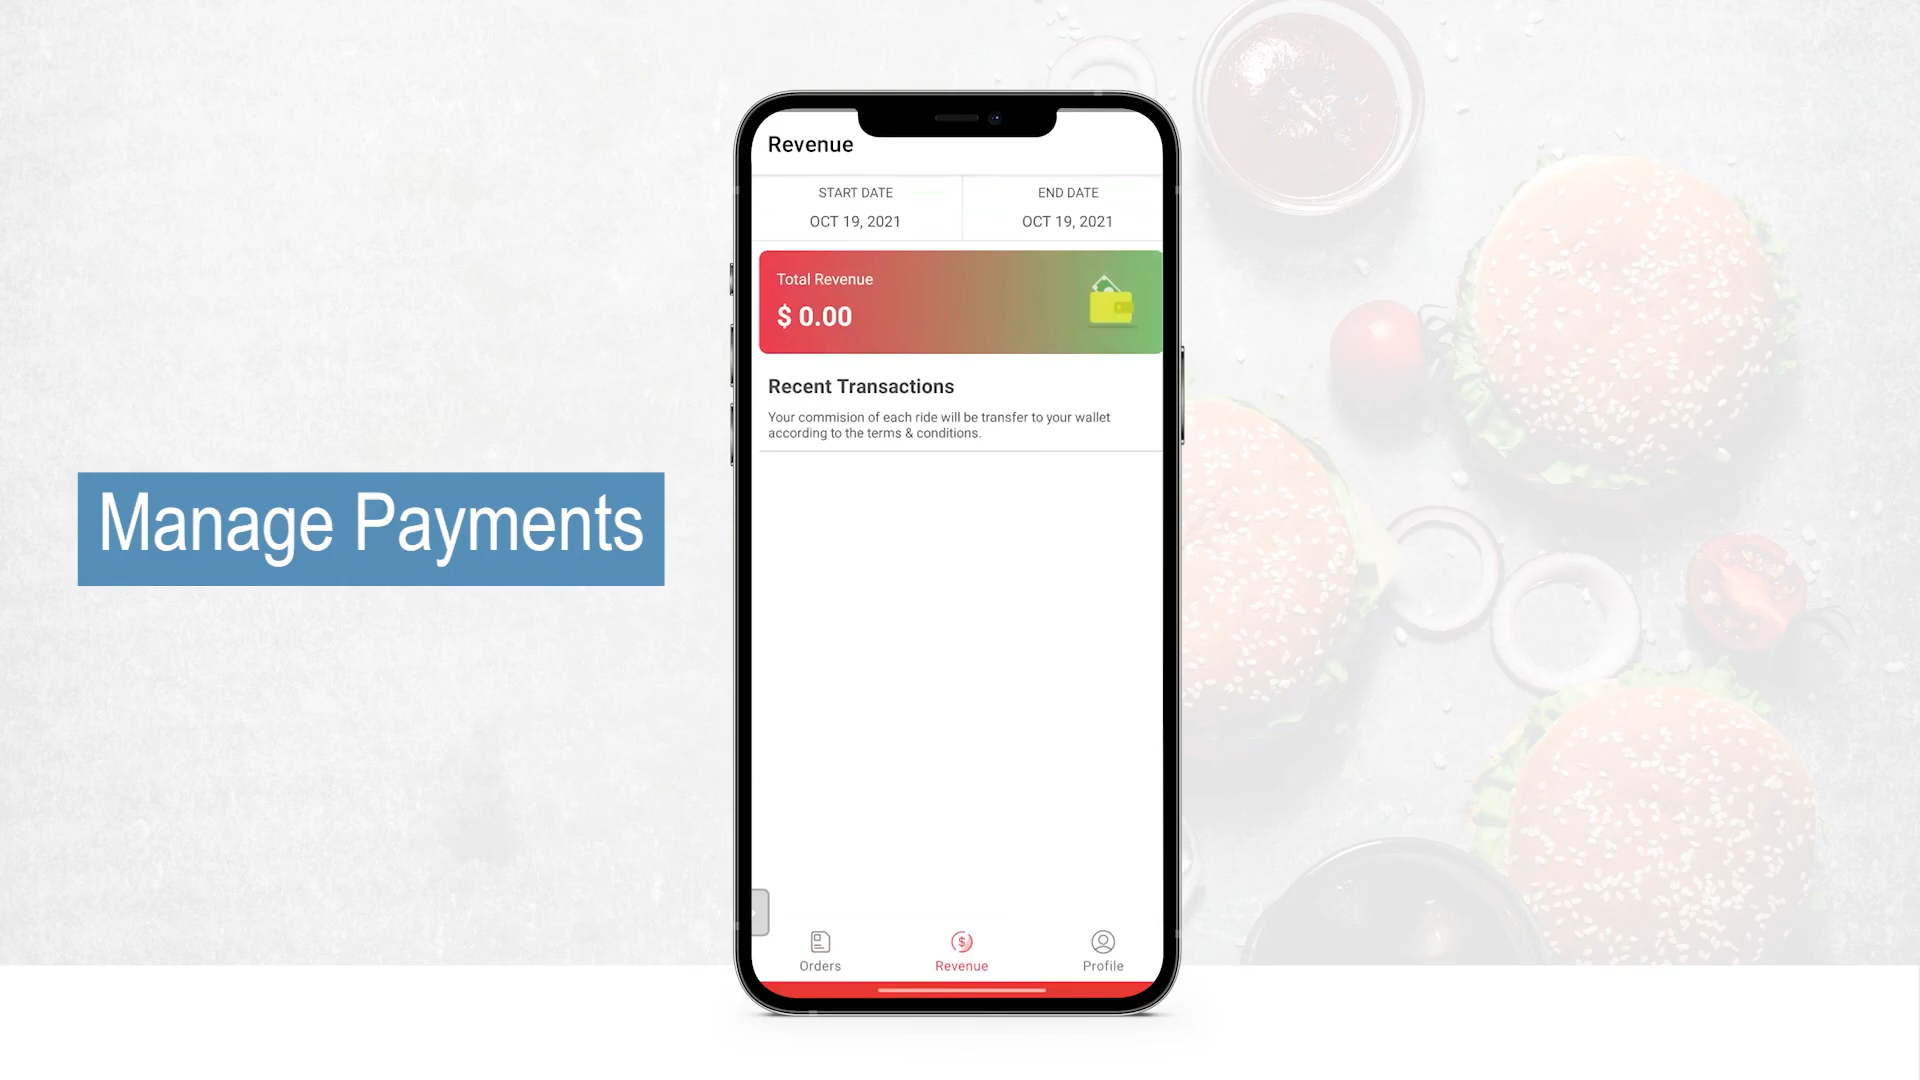 Manage Payments
Revenue
START DATE
END DATE
OCT 19, 2021
OCT 19, 2021
Total Revenue
$ 0.00
Recent Transactions
Your commision of each ride will be transfer to your wallet
according to the terms & conditions.
Orders
Revenue
Profile